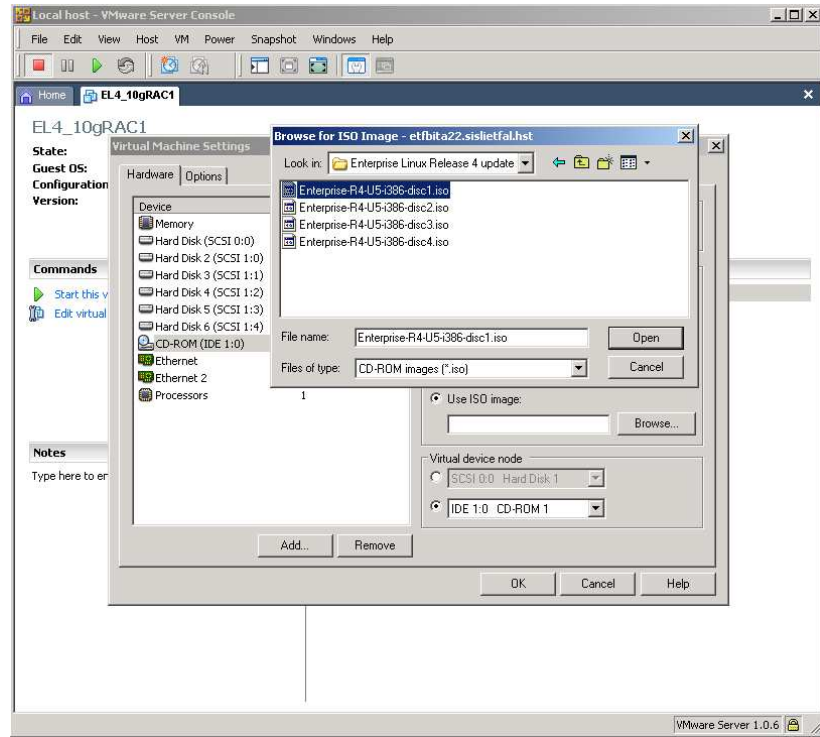 Local host - VMware Server Console
File Edit View Host VM Power Snapshot Windows Help
Home EL4_10gRAC1
EL4_10gRAC1
State:
Guest OS:
Configuration
Version:
Commands
Start this v
Edit virtual
Notes
Type here to er
Virtual Machine Settings
Hardware Options
Device
Memory
Hard Disk (SCSI 0:0)
Hard Disk 2 (SCSI 1:0)
Hard Disk 3 (SCSI 1:1)
Hard Disk 4 (SCSI 1:2)
Hard Disk 5 (SCSI 1:3)
Hard Disk 6 (SCSI 1:4)
CD-ROM (IDE 1:0)
Ethernet
Ethernet 2
Processors 1
Add... Remove
Browse for ISO Image - etfbita22.sislietfal.hst
Look in: Enterprise Linux Release 4 update
Enterprise-R4-U5-i386-disc1.iso
Enterprise-R4-U5-i386-disc2.iso
Enterprise-R4-U5-i386-disc3.iso
Enterprise-R4-U5-i386-disc4.iso
File name: Enterprise-R4-U5-i386-disc1.iso Open
Files of type: CD-ROM images (*.iso) Cancel
Use ISO image:
Browse...
Virtual device node
SCSI 0:0 Hard Disk 1
IDE 1:0 CD-ROM 1
OK Cancel Help
VMware Server 1.0.6